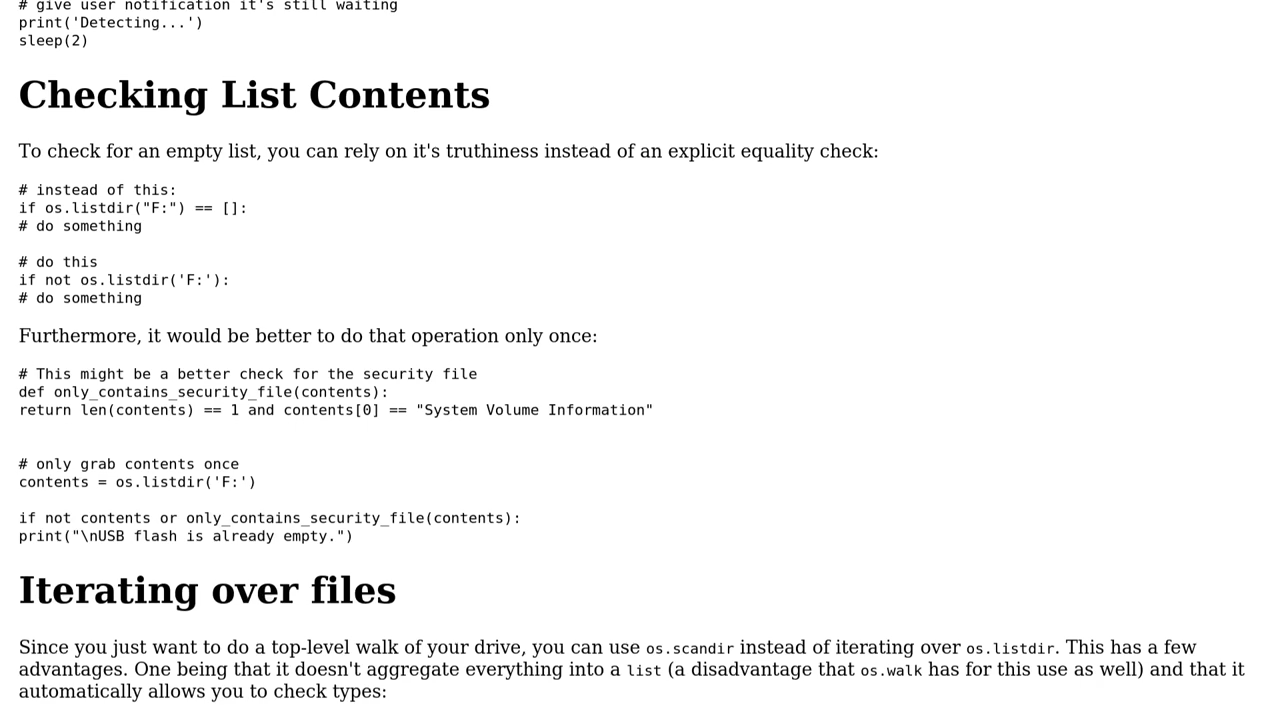 # give user notification it's still waiting
print('Detecting...')
sleep(2)
Checking List Contents
To check for an empty list, you can rely on it's truthiness instead of an explicit equality check:
# instead of this:
if os.listdir("F:") == []:
# do something
# do this
if not os.listdir('F:'):
# do something
Furthermore, it would be better to do that operation only once:
# This might be a better check for the security file
def only_contains_security_file(contents):
return len(contents) == 1 and contents[0] == "System Volume Information"
# only grab contents once
contents = os.listdir('F:')
if not contents or only_contains_security_file(contents):
print("\nUSB flash is already empty.")
Iterating over files
Since you just want to do a top-level walk of your drive, you can use os.scandir instead of iterating over os.listdir. This has a few
advantages. One being that it doesn't aggregate everything into a list (a disadvantage that os.walk has for this use as well) and that it
automatically allows you to check types: